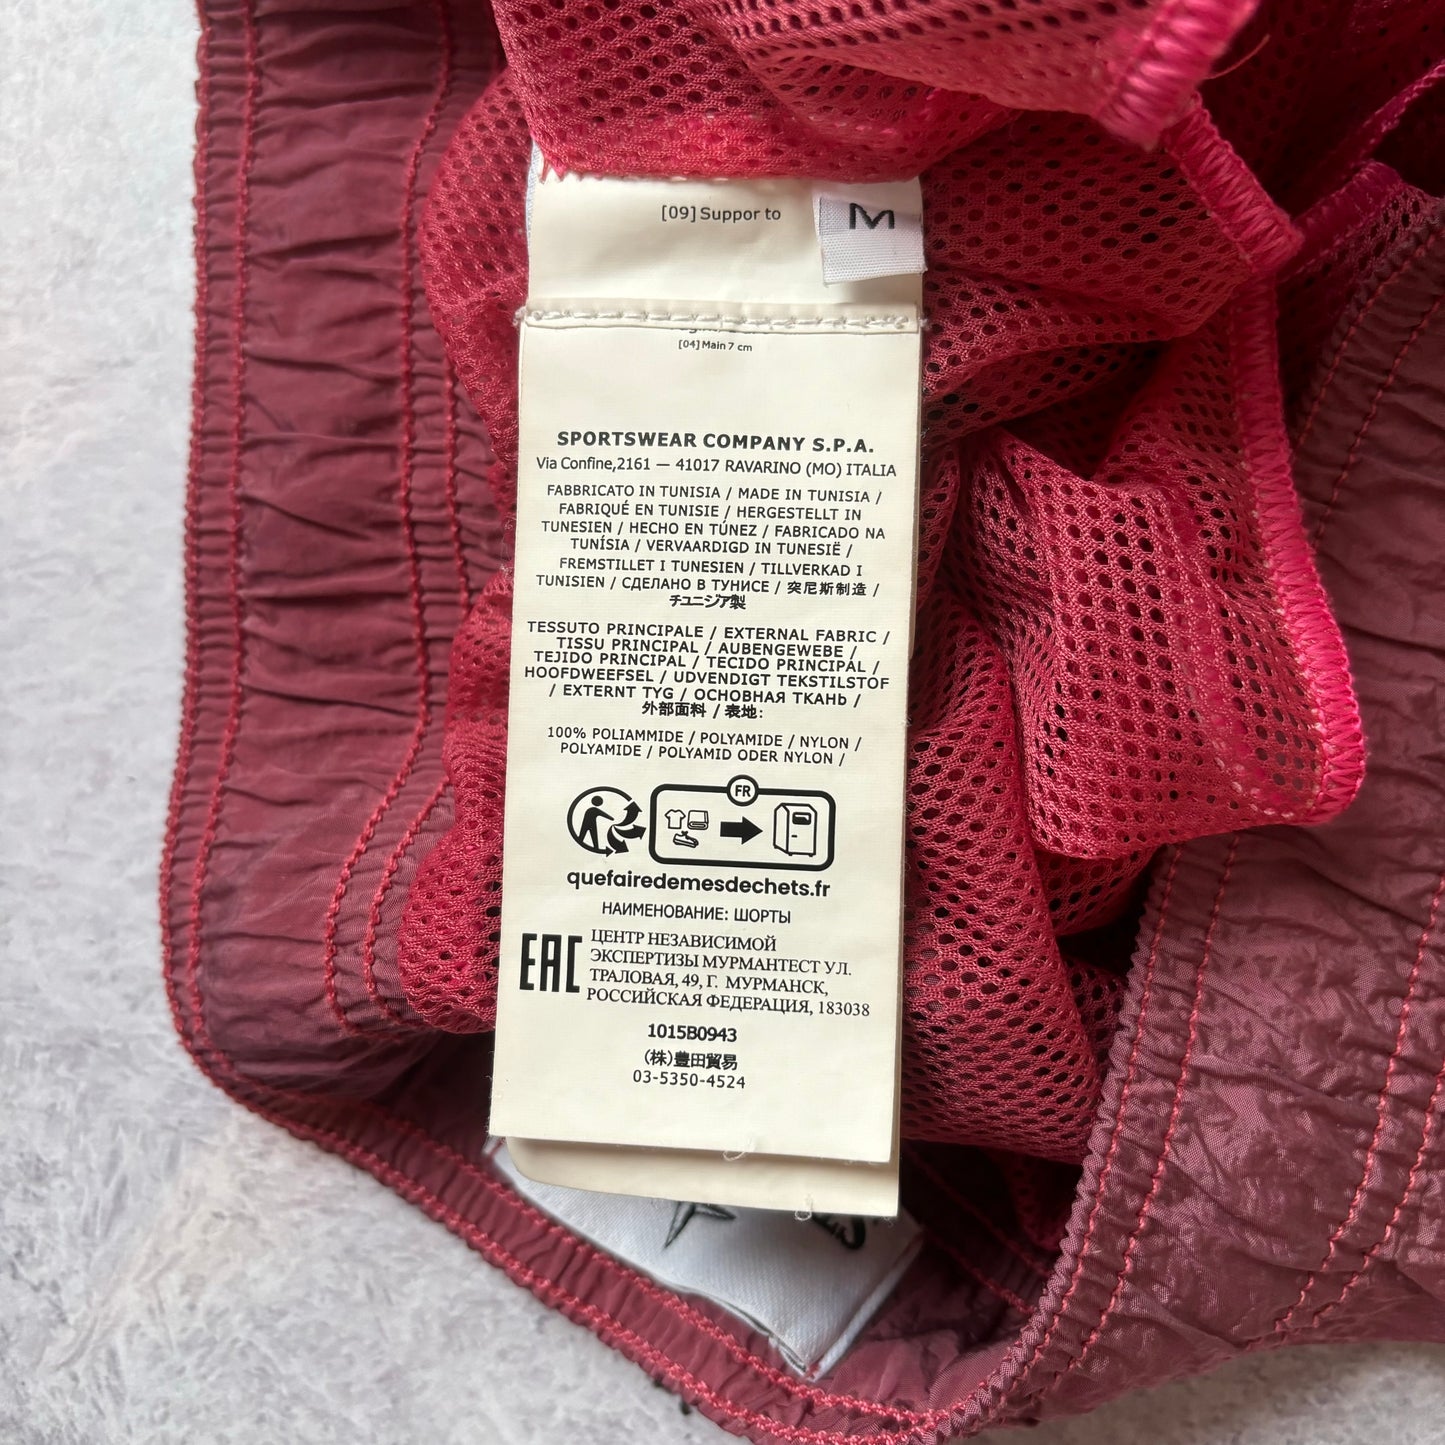 [09] Suppor to
M
[04] Main 7 cm
SPORTSWEAR COMPANY S.P.A.
Via Confine,2161 — 41017 RAVARINO (MO) ITALIA
FABBRICATO IN TUNISIA / MADE IN TUNISIA /
FABRIQUÉ EN TUNISIE / HERGESTELLT IN
TUNESIEN / HECHO EN TÚNEZ / FABRICADO NA
TUNÍSIA / VERVAARDIGD IN TUNESIË /
FREMSTILLET I TUNESIEN / TILLVERKAD I
TUNISIEN / СДЕЛАНО В ТУНИСЕ / 突尼斯制造 /
チュニジア製
TESSUTO PRINCIPALE / EXTERNAL FABRIC /
TISSU PRINCIPAL / AUBENGEWEBE /
TEJIDO PRINCIPAL / TECIDO PRINCIPAL /
HOOFDWEEFSEL / UDVENDIGT TEKSTILSTOF
/ EXTERNT TYG / ОСНОВНАЯ ТКАНЬ /
外部面料 / 表地:
100% POLIAMMIDE / POLYAMIDE / NYLON /
POLYAMIDE / POLYAMID ODER NYLON /
FR
quefairedemesdechets.fr
НАИМЕНОВАНИЕ: ШОРТЫ
EAC
ЦЕНТР НЕЗАВИСИМОЙ
ЭКСПЕРТИЗЫ МУРМАНТЕСТ УЛ.
ТРАЛОВАЯ, 49, Г. МУРМАНСК,
РОССИЙСКАЯ ФЕДЕРАЦИЯ, 183038
1015B0943
(株)豊田貿易
03-5350-4524